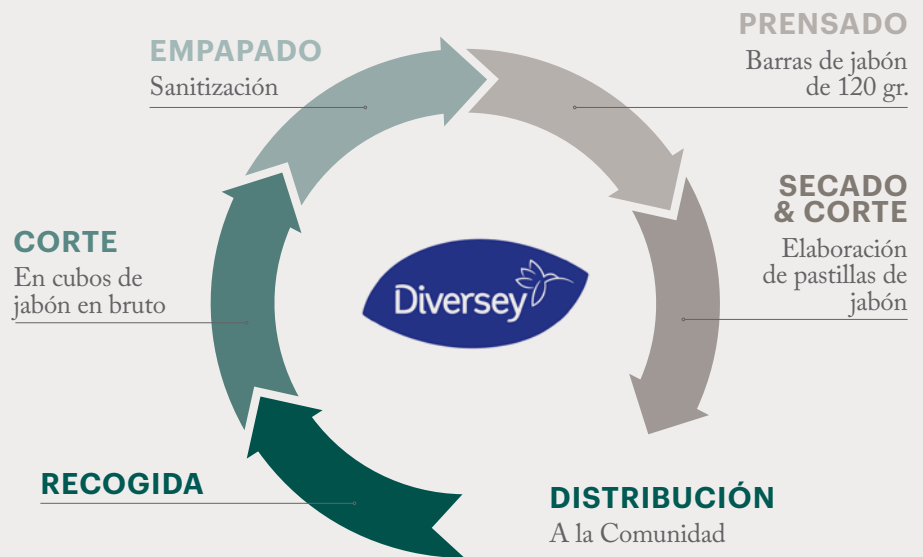 EMPAPADO
Sanitización
PRENSADO
Barras de jabón
de 120 gr.
SECADO
& CORTE
Elaboración
de pastillas de
jabón
CORTE
En cubos de
jabón en bruto
Diversey
RECOGIDA
DISTRIBUCIÓN
A la Comunidad